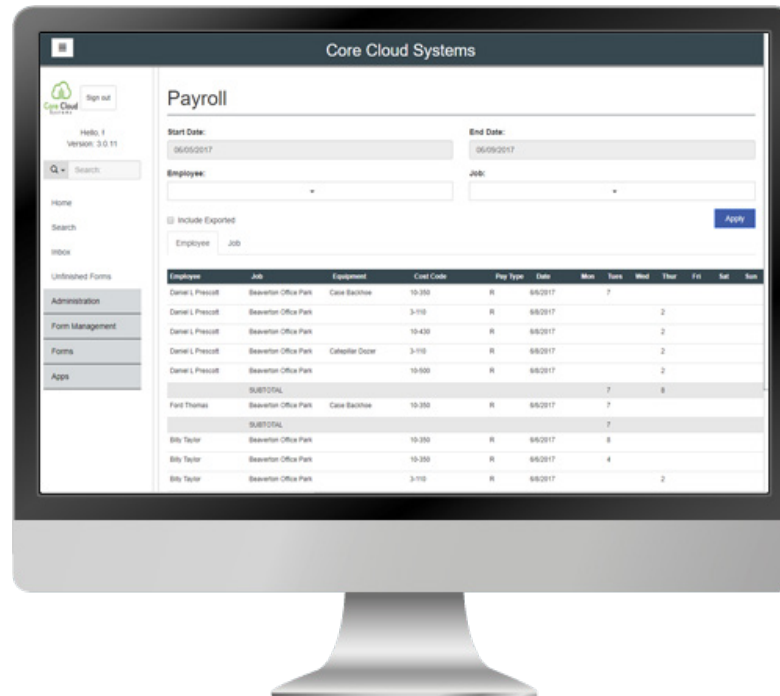 Core Cloud Systems
Core Cloud
Systems
Sign out
Hello, f
Version: 3.0.11
Search:
Home
Search
Inbox
Unfinished Forms
Administration
Form Management
Forms
Apps
Payroll
Start Date: End Date:
06/05/2017 06/09/2017
Employee: Job:
Include Exported
Apply
Employee Job
Employee Job Equipment Cost Code Pay Type Date Mon Tues Wed Thur Fri Sat Sun
Daniel L Prescott Beaverton Office Park Case Backhoe 10-350 R 6/6/2017 7
Daniel L Prescott Beaverton Office Park 3-110 R 6/8/2017 2
Daniel L Prescott Beaverton Office Park 10-430 R 6/8/2017 2
Daniel L Prescott Beaverton Office Park Catepillar Dozer 3-110 R 6/8/2017 2
Daniel L Prescott Beaverton Office Park 10-500 R 6/8/2017 2
SUBTOTAL 7 8
Ford Thomas Beaverton Office Park Case Backhoe 10-350 R 6/6/2017 7
SUBTOTAL 7
Billy Taylor Beaverton Office Park 10-350 R 6/6/2017 8
Billy Taylor Beaverton Office Park 10-350 R 6/6/2017 4
Billy Taylor Beaverton Office Park 3-110 R 6/8/2017 2